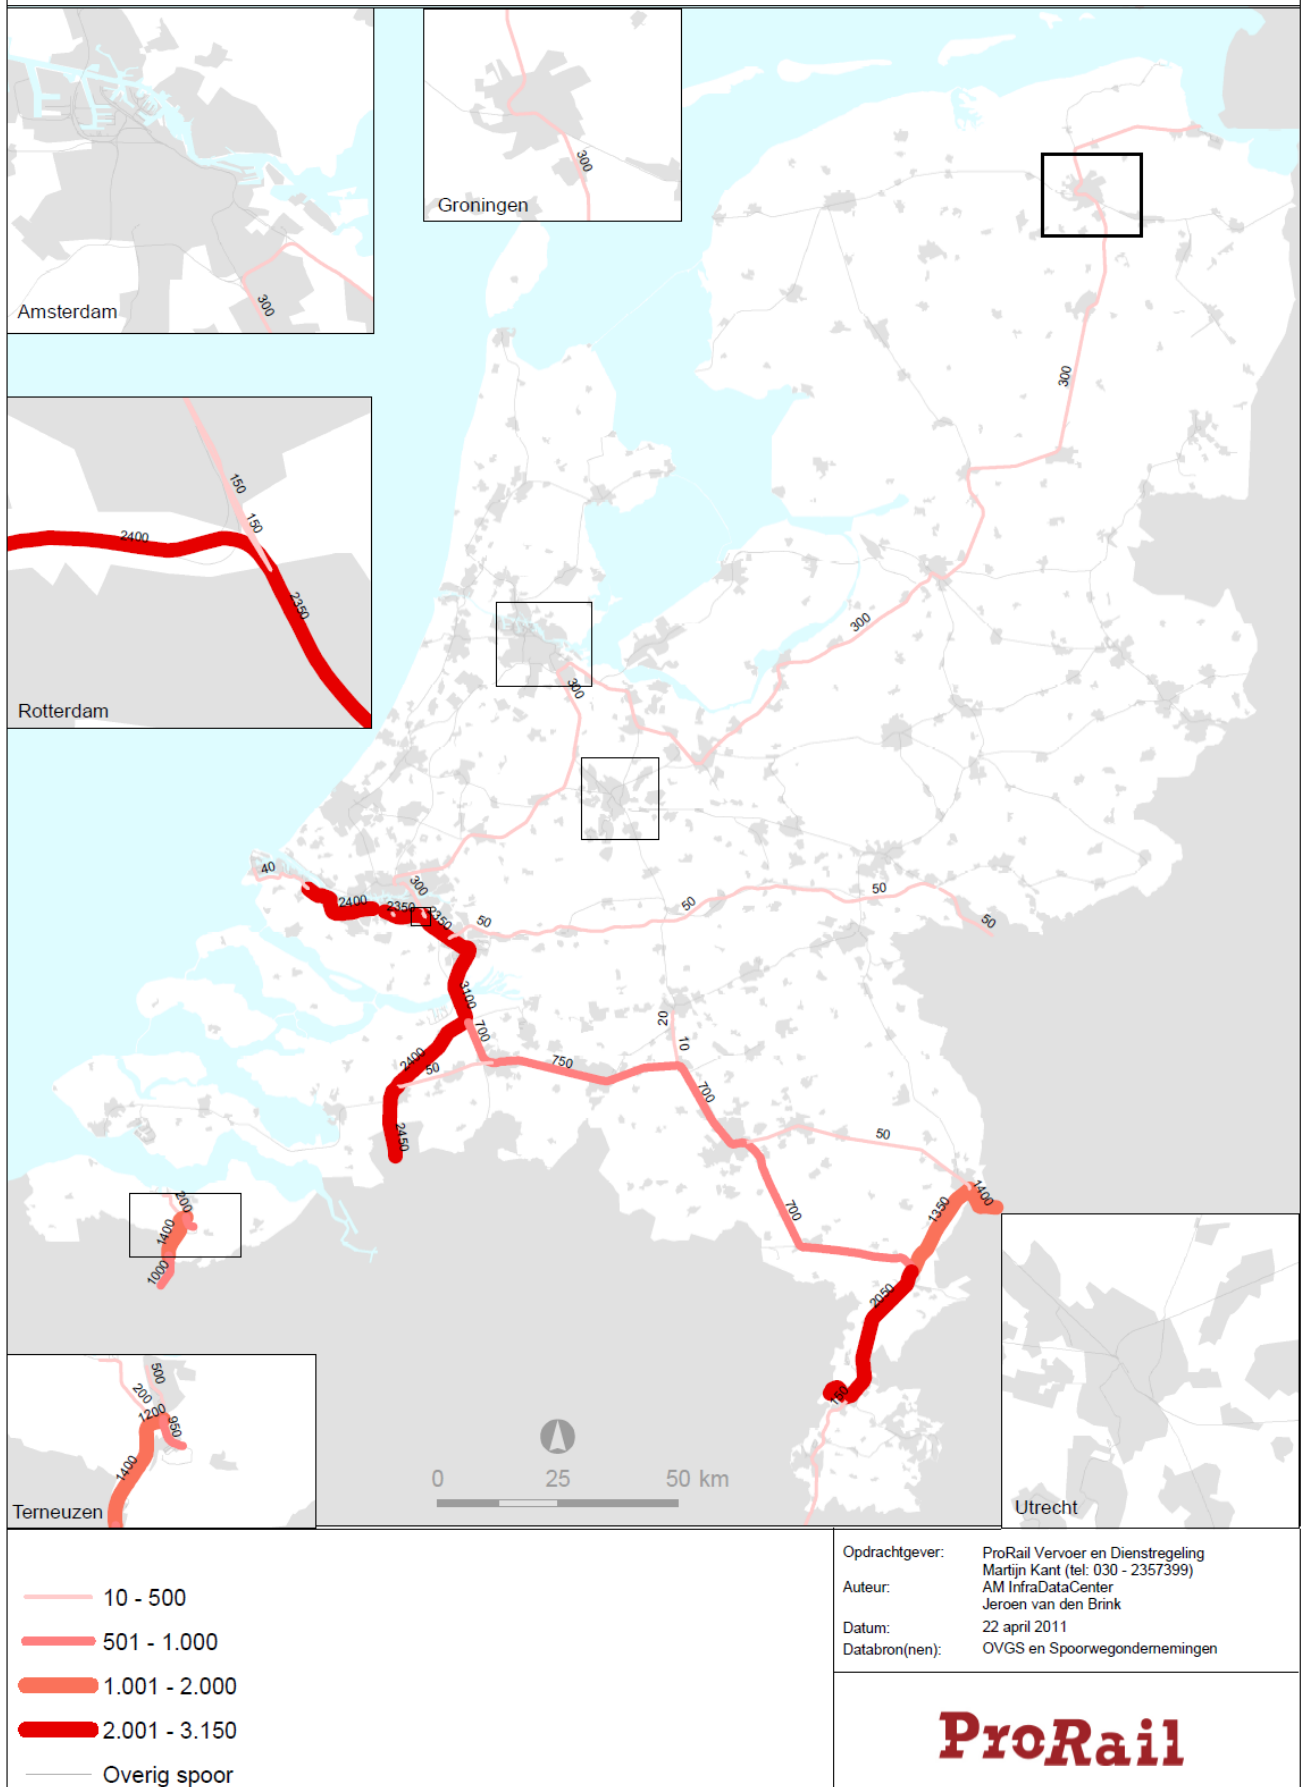 Amsterdam
300
Groningen
300
Rotterdam
150
150
2400
2350
300
300
300
40
300
2400
2350
2350
50
50
50
50
3100
700
2400
50
2450
750
20
10
700
50
700
1350
1400
2050
150
200
1400
1000
Terneuzen
500
200
1200
950
1400
0 25 50 km
Utrecht
10 - 500
501 - 1.000
1.001 - 2.000
2.001 - 3.150
Overig spoor
Opdrachtgever: ProRail Vervoer en Dienstregeling
Martijn Kant (tel: 030 - 2357399)
Auteur: AM InfraDataCenter
Jeroen van den Brink
Datum: 22 april 2011
Databron(nen): OVGS en Spoorwegondernemingen
ProRail